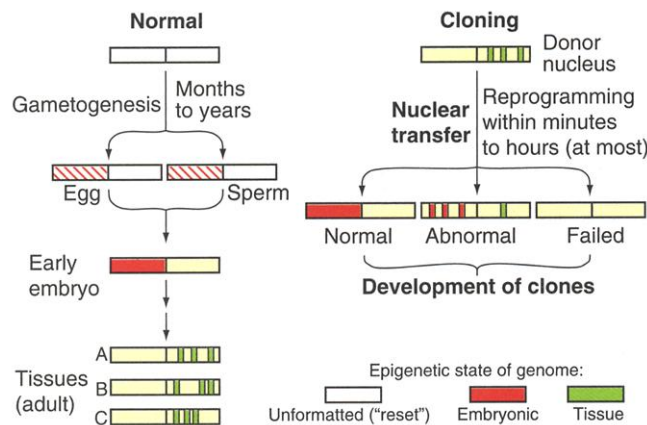 Normal
Gametogenesis
Months
to years
Egg
Sperm
Early
embryo
Tissues
(adult)
A
B
C
Cloning
Donor
nucleus
Nuclear
transfer
Reprogramming
within minutes
to hours (at most)
Normal
Abnormal
Failed
Development of clones
Epigenetic state of genome:
Unformatted ("reset")
Embryonic
Tissue